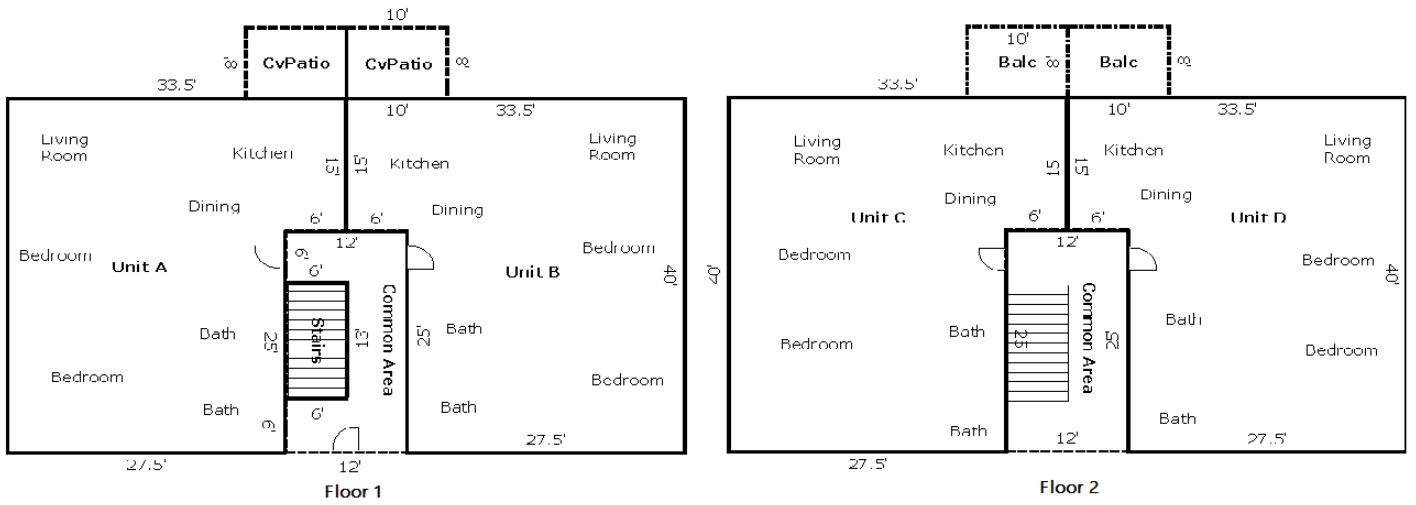 10'
10'
8'
CvPatio
CvPatio
8'
Balc
8'
Balc
8'
33.5'
33.5'
10'
33.5'
10'
33.5'
Living
Room
Kitchen
15'
15'
Kitchen
Living
Room
Living
Room
Kitchen
15'
15'
Kitchen
Living
Room
Dining
Dining
Dining
Dining
6'
6'
Unit C
6'
6'
Unit D
12'
12'
Bedroom
Unit A
6'
6'
Unit B
Bedroom
40'
40'
Bedroom
Bedroom
40'
Bath
25'
Stairs
13'
Common Area
25'
Bath
Bath
25
Common Area
25'
Bath
Bedroom
Bedroom
Bedroom
Bedroom
Bath
6'
6'
Bath
Bath
Bath
27.5'
12'
27.5'
27.5'
12'
27.5'
Floor 1
Floor 2